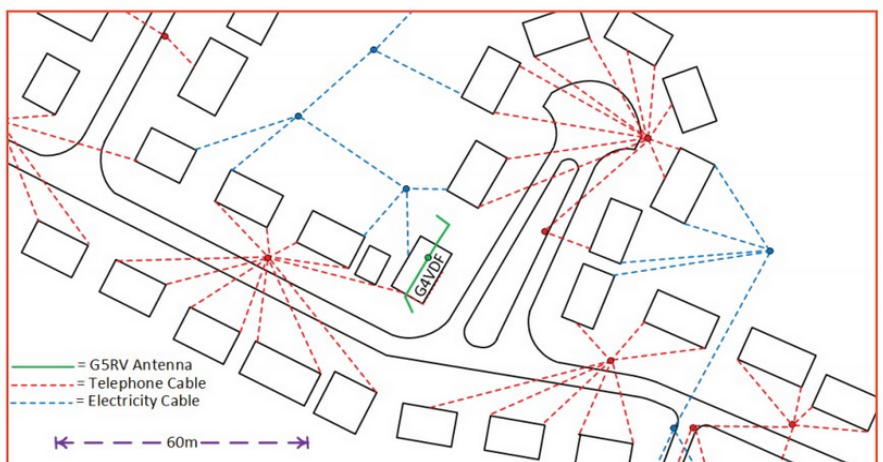 G4VDF
= G5RV Antenna
= Telephone Cable
= Electricity Cable
60m